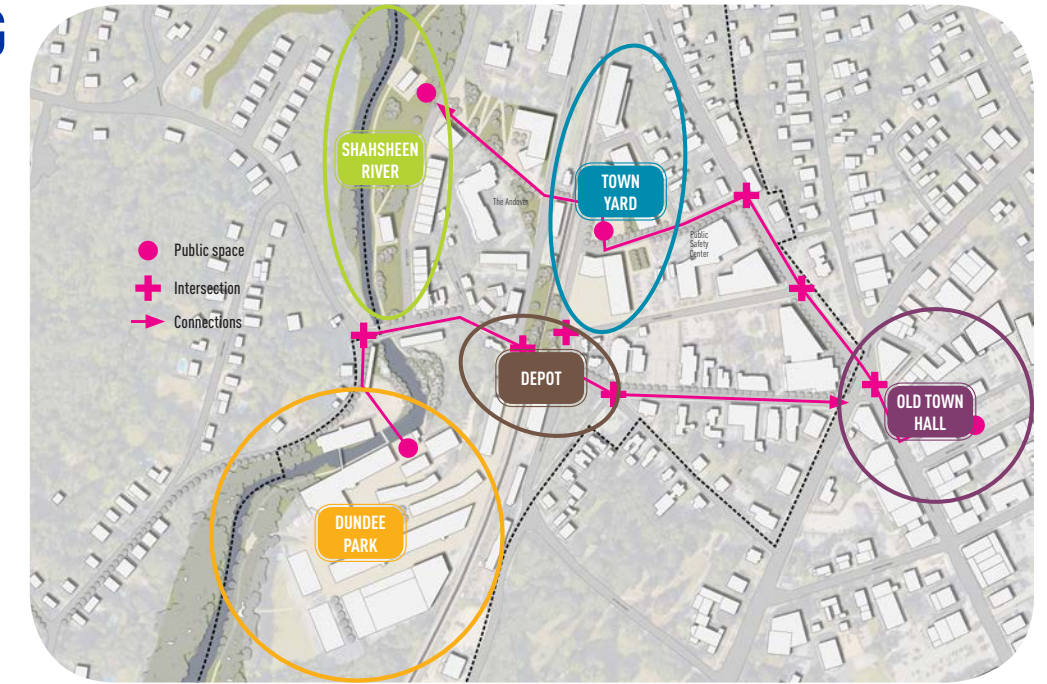 G
SHAHSHEEN
RIVER
TOWN
YARD
The Andover
Public
Safety
Center
Public space
Intersection
Connections
DEPOT
OLD TOWN
HALL
DUNDEE
PARK